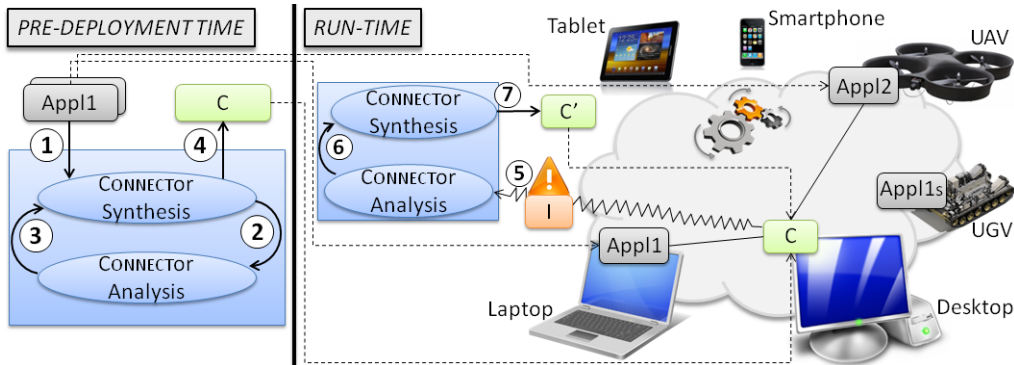 PRE-DEPLOYMENT TIME
Appl1
C
1
4
CONNECTor
Synthesis
3
2
CONNECTor
Analysis
RUN-TIME
CONNECTor
Synthesis
7
C’
6
5
CONNECTor
Analysis
!
I
Tablet
Smartphone
UAV
Appl2
Appl1s
UGV
Appl1
C
Laptop
Desktop